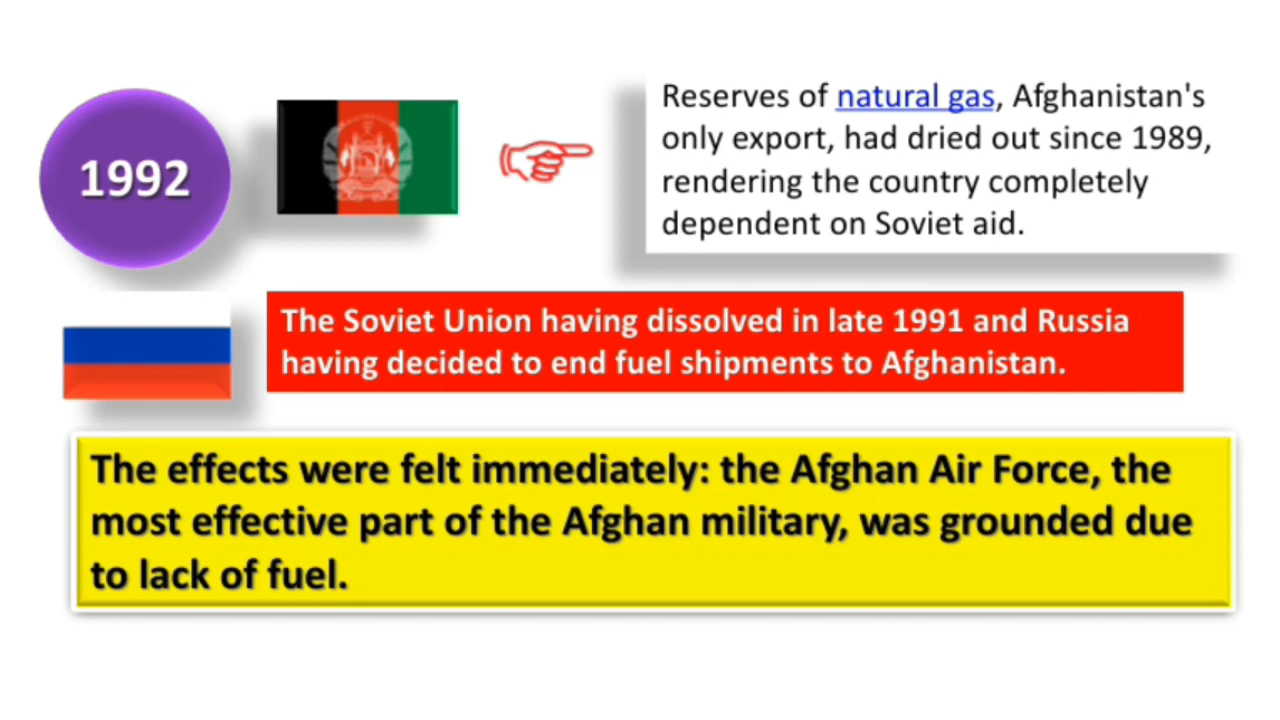 1992
Reserves of natural gas, Afghanistan's
only export, had dried out since 1989,
rendering the country completely
dependent on Soviet aid.
The Soviet Union having dissolved in late 1991 and Russia
having decided to end fuel shipments to Afghanistan.
The effects were felt immediately: the Afghan Air Force, the
most effective part of the Afghan military, was grounded due
to lack of fuel.